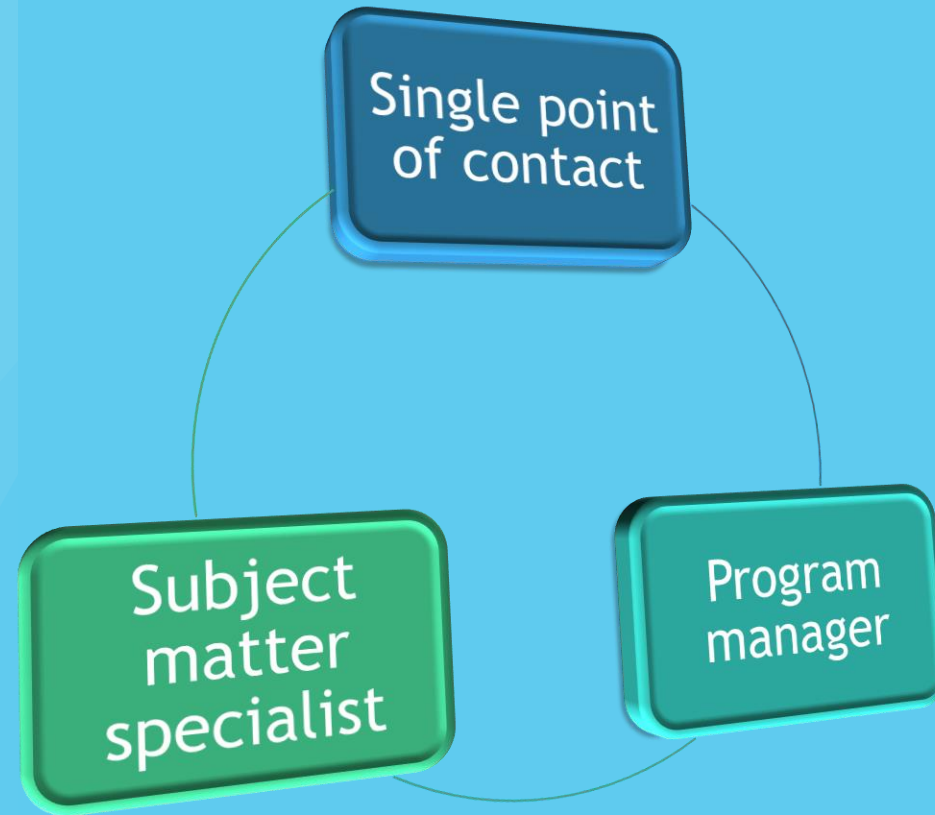 Single point
of contact
Program
manager
Subject
matter
specialist